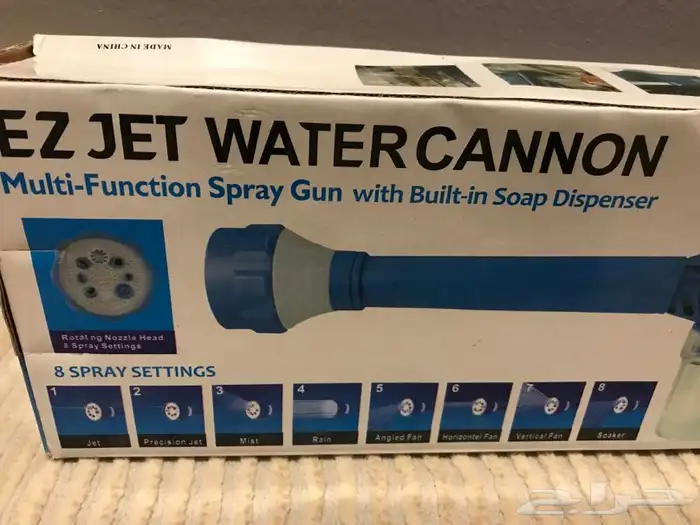 MADE IN CHINA
EZ JET WATER CANNON
Multi-Function Spray Gun with Built-in Soap Dispenser
Rotating Nozzle Head
8 Spray Settings
8 SPRAY SETTINGS
1 2 3 4 5 6 7 8
Jet Precision Jet Mist Rain Angled Fan Horizontel Fan Vertical Fan Soaker
حراج